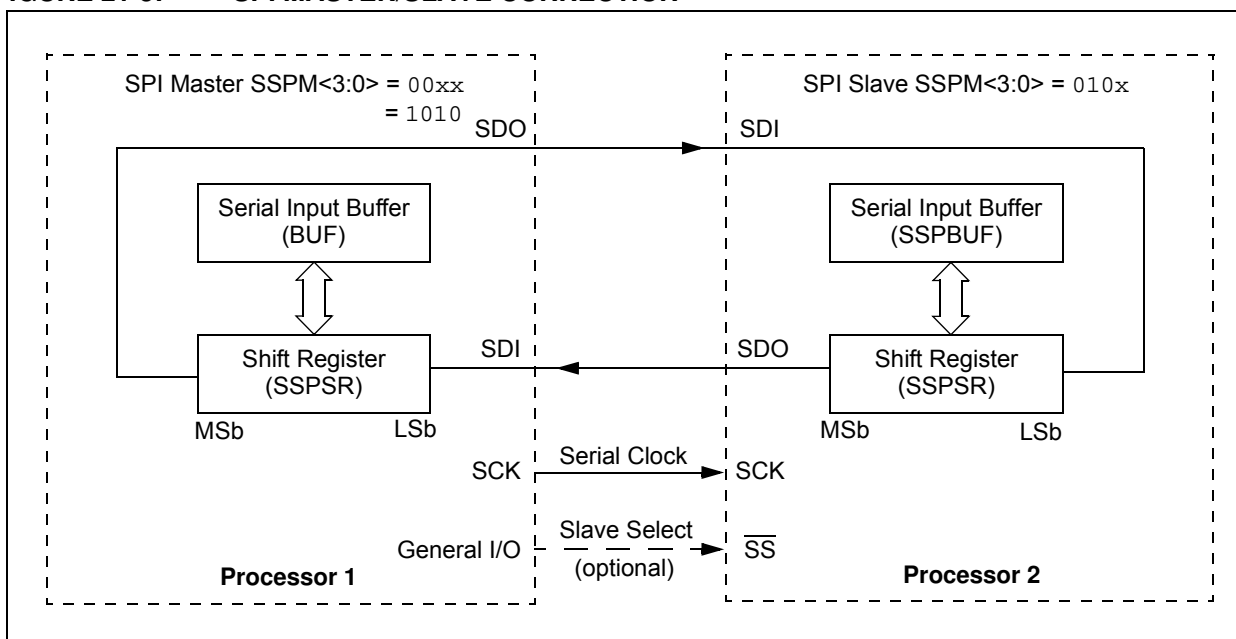 SPI Master SSPM<3:0> = 00xx
= 1010
SPI Slave SSPM<3:0> = 010x
SDO
SDI
Serial Input Buffer
(BUF)
Serial Input Buffer
(SSPBUF)
SDI
SDO
Shift Register
(SSPSR)
Shift Register
(SSPSR)
MSb
LSb
MSb
LSb
SCK
Serial Clock
SCK
General I/O
Slave Select
(optional)
SS
Processor 1
Processor 2